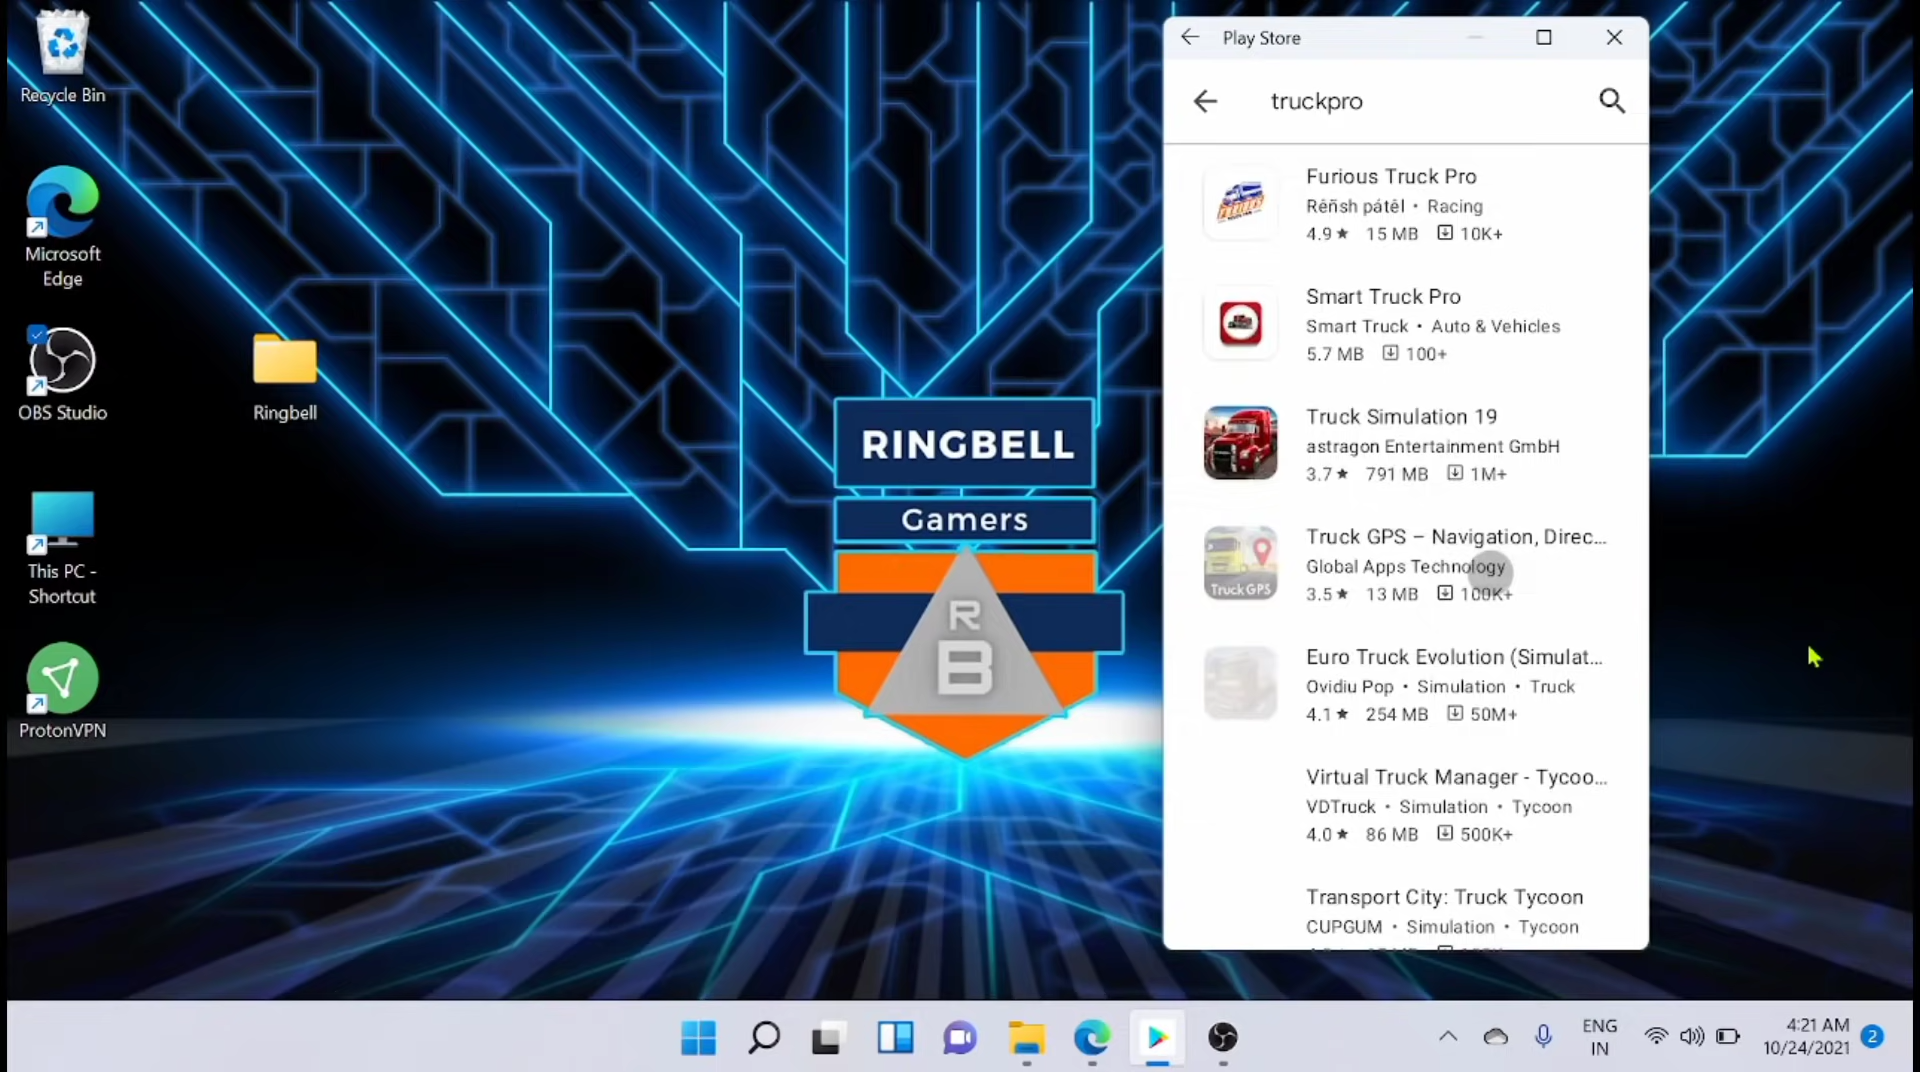 Recycle Bin
Microsoft
Edge
OBS Studio
Ringbell
This PC -
Shortcut
ProtonVPN
RINGBELL
Gamers
R
B
Play Store
truckpro
Furious Truck Pro
Rêñsh pátêl • Racing
4.9 ★ 15 MB 10K+
Smart Truck Pro
Smart Truck • Auto & Vehicles
5.7 MB 100+
Truck Simulation 19
astragon Entertainment GmbH
3.7 ★ 791 MB 1M+
Truck GPS – Navigation, Direc...
Global Apps Technology
3.5 ★ 13 MB 100K+
Truck GPS
Euro Truck Evolution (Simulat...
Ovidiu Pop • Simulation • Truck
4.1 ★ 254 MB 50M+
Virtual Truck Manager - Tycoo...
VDTruck • Simulation • Tycoon
4.0 ★ 86 MB 500K+
Transport City: Truck Tycoon
CUPGUM • Simulation • Tycoon
ENG
IN
4:21 AM
10/24/2021
2